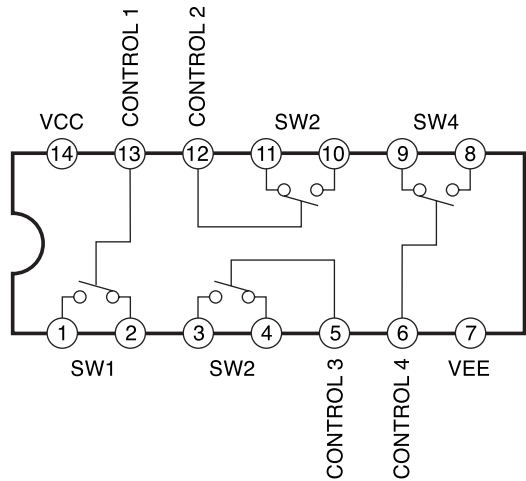 CONTROL 1
CONTROL 2
VCC
SW2
SW4
14
13
12
11
10
9
8
1
2
3
4
5
6
7
SW1
SW2
CONTROL 3
CONTROL 4
VEE